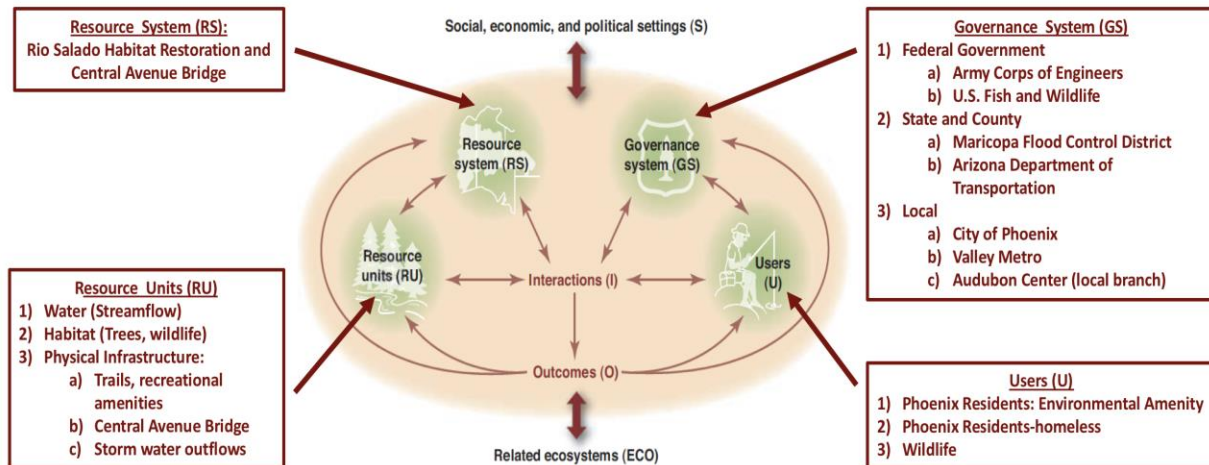 Resource System (RS):
Rio Salado Habitat Restoration and
Central Avenue Bridge
Social, economic, and political settings (S)
Governance System (GS)
1) Federal Government
a) Army Corps of Engineers
b) U.S. Fish and Wildlife
2) State and County
a) Maricopa Flood Control District
b) Arizona Department of
Transportation
3) Local
a) City of Phoenix
b) Valley Metro
c) Audubon Center (local branch)
Resource
system (RS)
Governance
system (GS)
Resource
units (RU)
Interactions (I)
Users
(U)
Outcomes (O)
Resource Units (RU)
1) Water (Streamflow)
2) Habitat (Trees, wildlife)
3) Physical Infrastructure:
a) Trails, recreational
amenities
b) Central Avenue Bridge
c) Storm water outflows
Users (U)
1) Phoenix Residents: Environmental Amenity
2) Phoenix Residents-homeless
3) Wildlife
Related ecosystems (ECO)